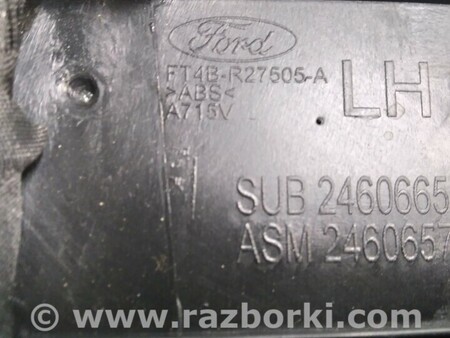 Ford
FT4B-R27505-A
>ABS<
A715V
LH
SUB 2460665
ASM 2460657
© www.razborki.com